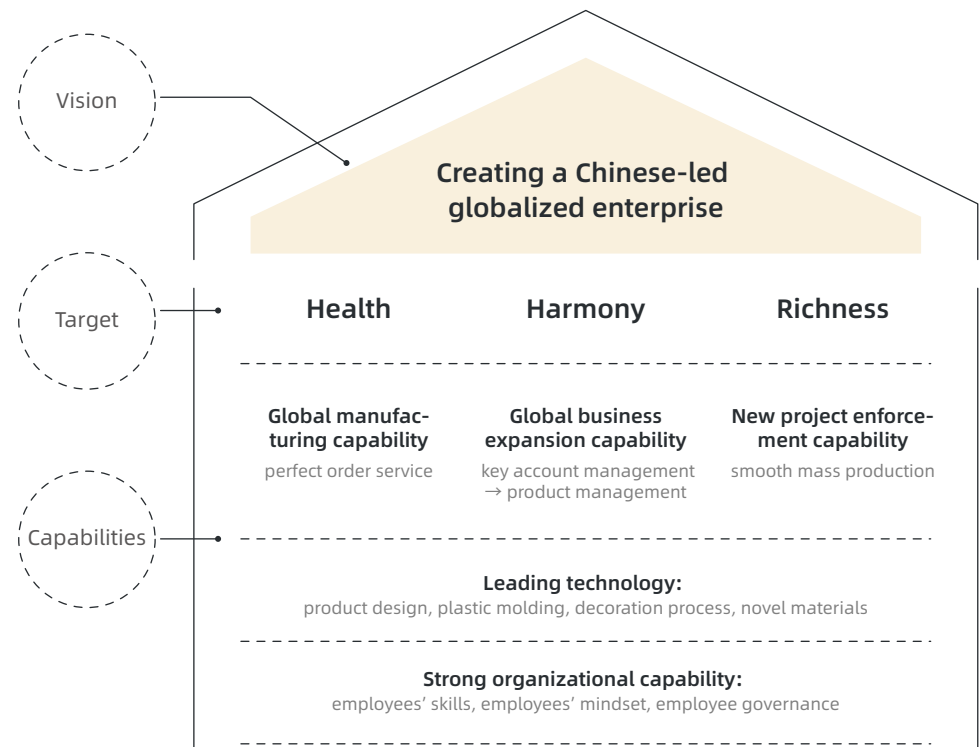 Vision
Creating a Chinese-led
globalized enterprise
Target
Health
Harmony
Richness
Global manufac-
turing capability
perfect order service
Global business
expansion capability
key account management
→ product management
New project enforce-
ment capability
smooth mass production
Capabilities
Leading technology:
product design, plastic molding, decoration process, novel materials
Strong organizational capability:
employees’ skills, employees’ mindset, employee governance